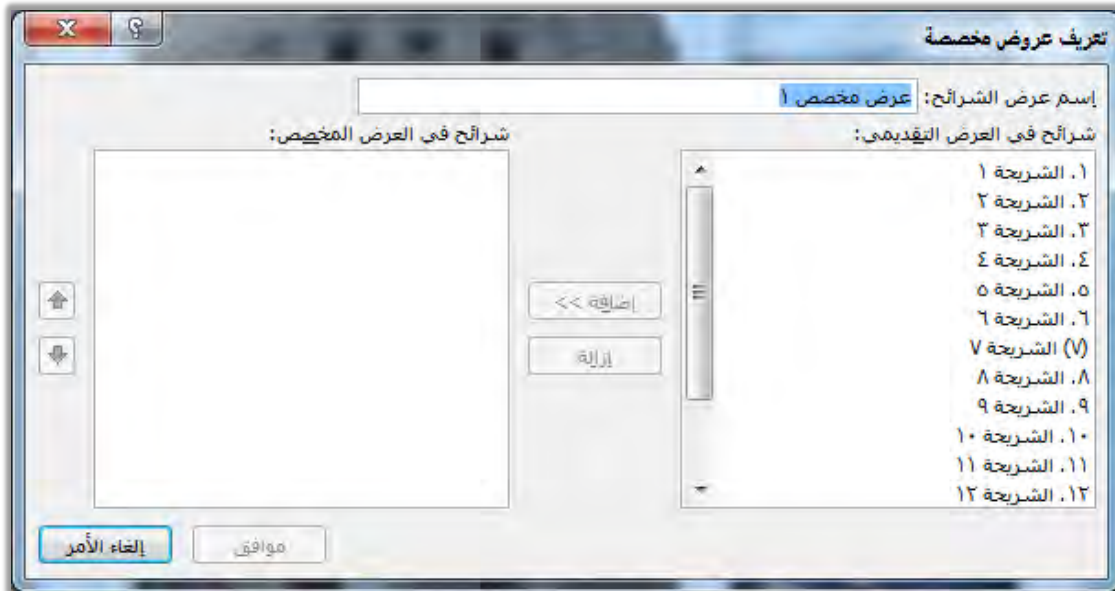 تعريف عروض مخصصة
إسم عرض الشرائح: عرض مخصص ١
شرائح في العرض التقديمي:
١. الشريحة ١
٢. الشريحة ٢
٣. الشريحة ٣
٤. الشريحة ٤
٥. الشريحة ٥
٦. الشريحة ٦
(٧) الشريحة ٧
٨. الشريحة ٨
٩. الشريحة ٩
١٠. الشريحة ١٠
١١. الشريحة ١١
١٢. الشريحة ١٢
إضافة >>
إزالة
شرائح في العرض المخصص:
موافق
إلغاء الأمر